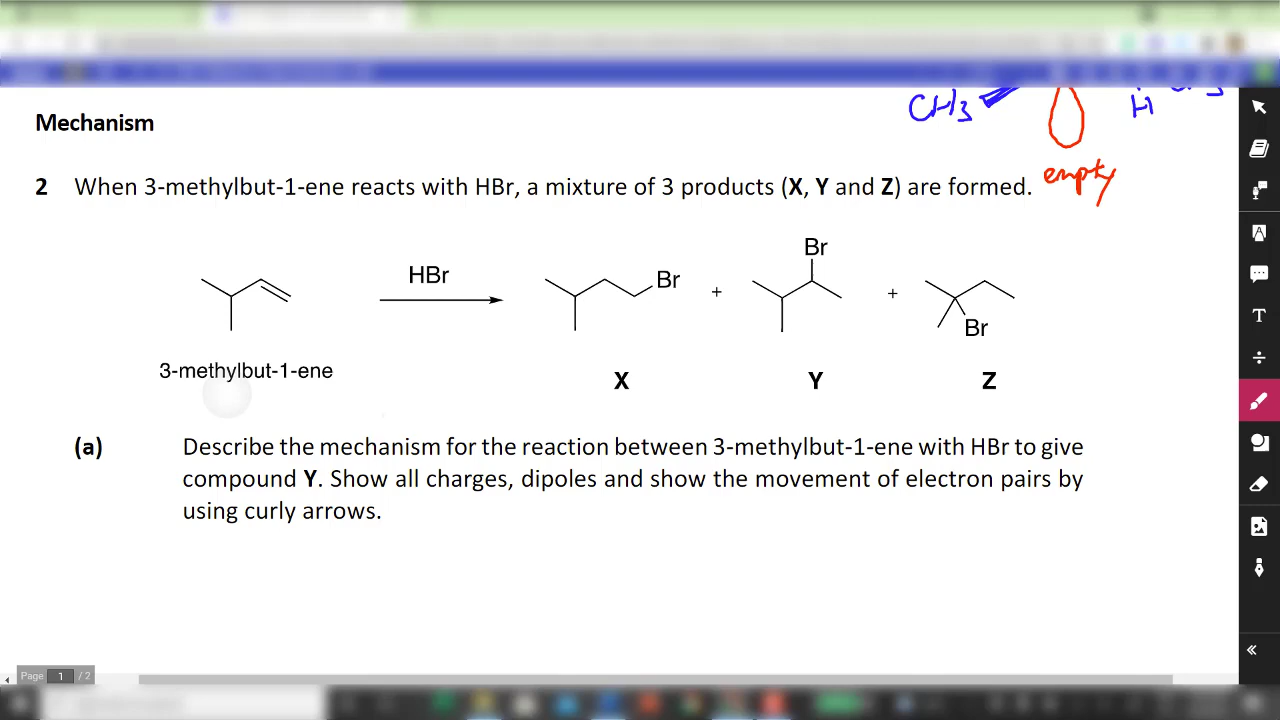 CH3
H
Mechanism
empty
2 When 3-methylbut-1-ene reacts with HBr, a mixture of 3 products (X, Y and Z) are formed.
Br
HBr
Br
+
+
Br
3-methylbut-1-ene
X
Y
Z
(a) Describe the mechanism for the reaction between 3-methylbut-1-ene with HBr to give
compound Y. Show all charges, dipoles and show the movement of electron pairs by
using curly arrows.
Page 1 / 2